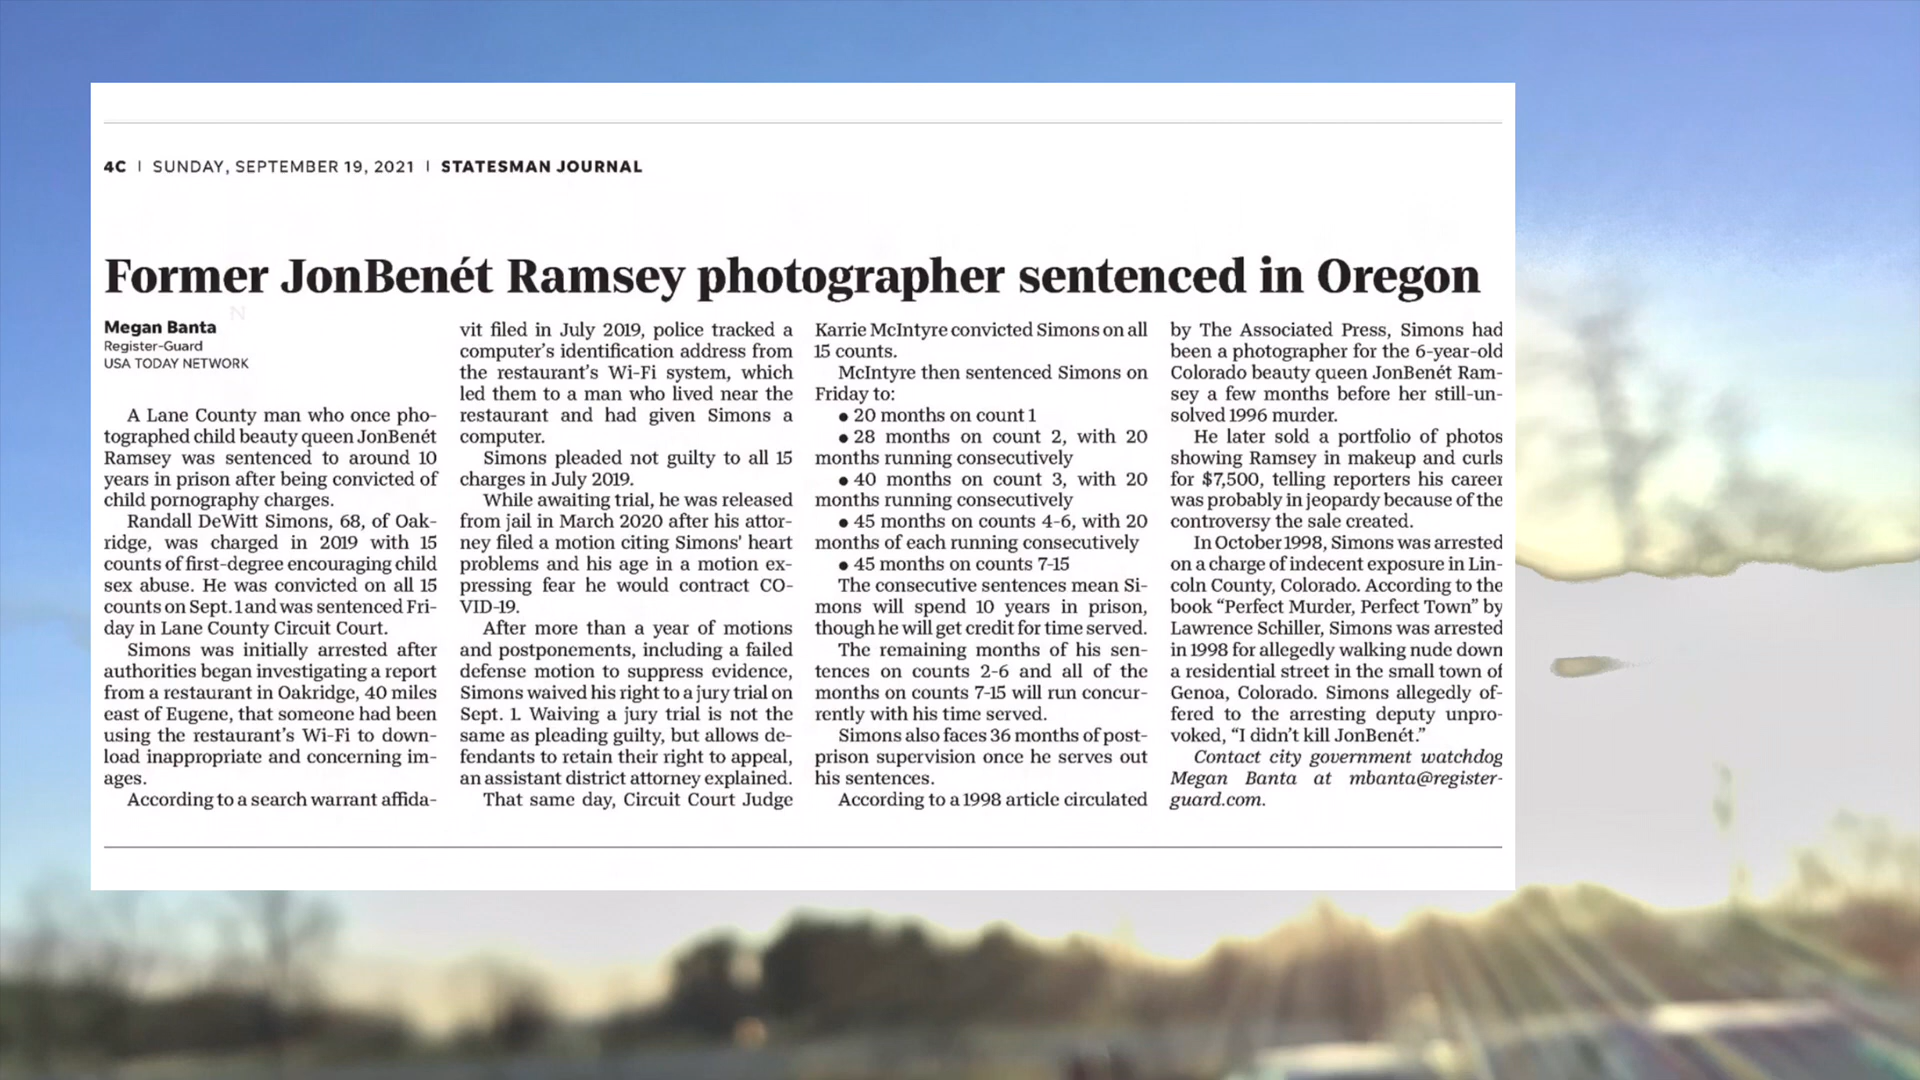 4C | SUNDAY, SEPTEMBER 19, 2021 | STATESMAN JOURNAL
Former JonBenét Ramsey photographer sentenced in Oregon
Megan Banta
Register-Guard
USA TODAY NETWORK
A Lane County man who once pho-
tographed child beauty queen JonBenét
Ramsey was sentenced to around 10
years in prison after being convicted of
child pornography charges.
Randall DeWitt Simons, 68, of Oak-
ridge, was charged in 2019 with 15
counts of first-degree encouraging child
sex abuse. He was convicted on all 15
counts on Sept. 1 and was sentenced Fri-
day in Lane County Circuit Court.
Simons was initially arrested after
authorities began investigating a report
from a restaurant in Oakridge, 40 miles
east of Eugene, that someone had been
using the restaurant's Wi-Fi to down-
load inappropriate and concerning im-
ages.
According to a search warrant affida-
vit filed in July 2019, police tracked a
computer's identification address from
the restaurant's Wi-Fi system, which
led them to a man who lived near the
restaurant and had given Simons a
computer.
Simons pleaded not guilty to all 15
charges in July 2019.
While awaiting trial, he was released
from jail in March 2020 after his attor-
ney filed a motion citing Simons' heart
problems and his age in a motion ex-
pressing fear he would contract CO-
VID-19.
After more than a year of motions
and postponements, including a failed
defense motion to suppress evidence,
Simons waived his right to a jury trial on
Sept. 1. Waiving a jury trial is not the
same as pleading guilty, but allows de-
fendants to retain their right to appeal,
an assistant district attorney explained.
That same day, Circuit Court Judge
Karrie McIntyre convicted Simons on all
15 counts.
McIntyre then sentenced Simons on
Friday to:
● 20 months on count 1
● 28 months on count 2, with 20
months running consecutively
● 40 months on count 3, with 20
months running consecutively
● 45 months on counts 4-6, with 20
months of each running consecutively
● 45 months on counts 7-15
The consecutive sentences mean Si-
mons will spend 10 years in prison,
though he will get credit for time served.
The remaining months of his sen-
tences on counts 2-6 and all of the
months on counts 7-15 will run concur-
rently with his time served.
Simons also faces 36 months of post-
prison supervision once he serves out
his sentences.
According to a 1998 article circulated
by The Associated Press, Simons had
been a photographer for the 6-year-old
Colorado beauty queen JonBenét Ram-
sey a few months before her still-un-
solved 1996 murder.
He later sold a portfolio of photos
showing Ramsey in makeup and curls
for $7,500, telling reporters his career
was probably in jeopardy because of the
controversy the sale created.
In October 1998, Simons was arrested
on a charge of indecent exposure in Lin-
coln County, Colorado. According to the
book “Perfect Murder, Perfect Town” by
Lawrence Schiller, Simons was arrested
in 1998 for allegedly walking nude down
a residential street in the small town of
Genoa, Colorado. Simons allegedly of-
fered to the arresting deputy unpro-
voked, “I didn't kill JonBenét.”
Contact city government watchdog
Megan Banta at mbanta@register-
guard.com.